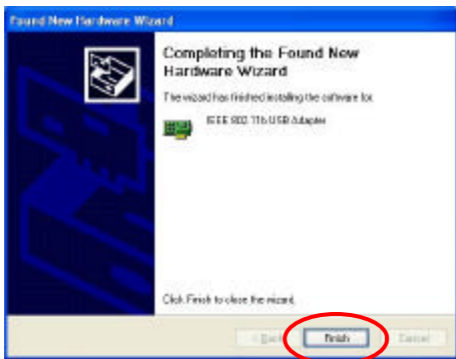 Found New Hardware Wizard
Completing the Found New
Hardware Wizard
The wizard has finished installing the software for:
IEEE 802.11b USB Adapter
Click Finish to close the wizard.
< Back
Finish
Cancel